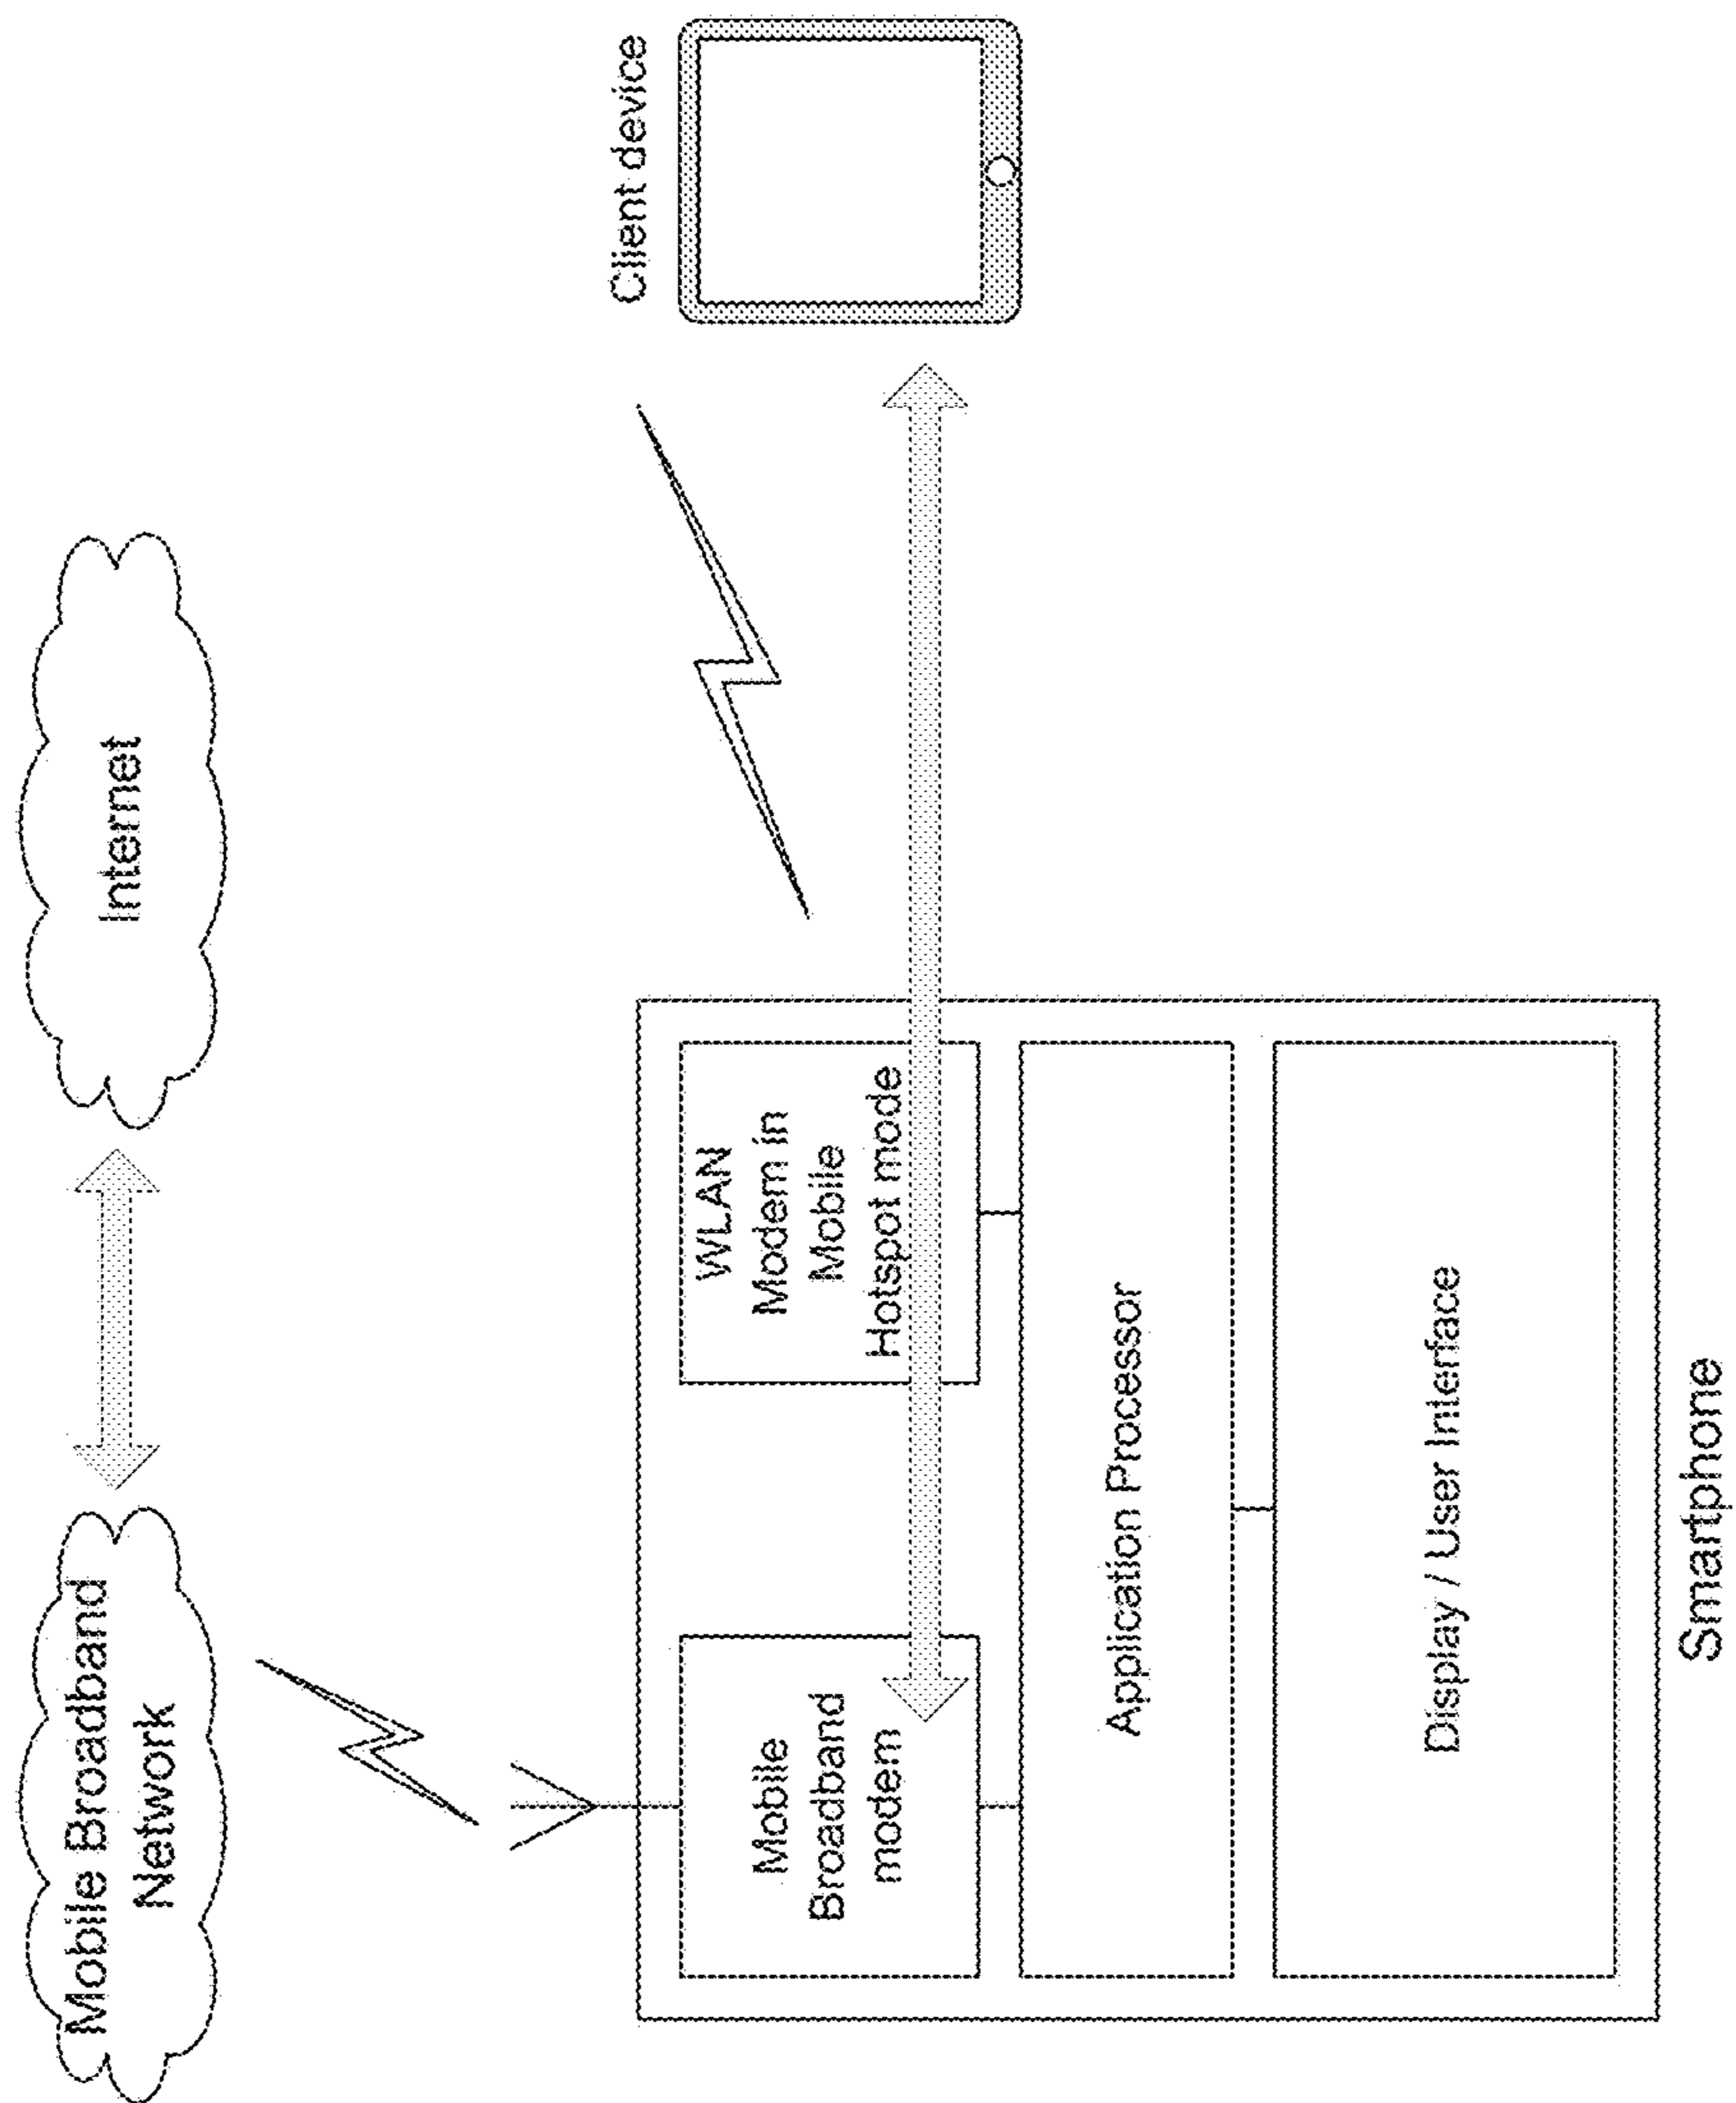 Mobile Broadband
Network
Internet
Client device
Mobile
Broadband
modem
WLAN
Modem in
Mobile
Hotspot mode
Application Processor
Display / User Interface
Smartphone